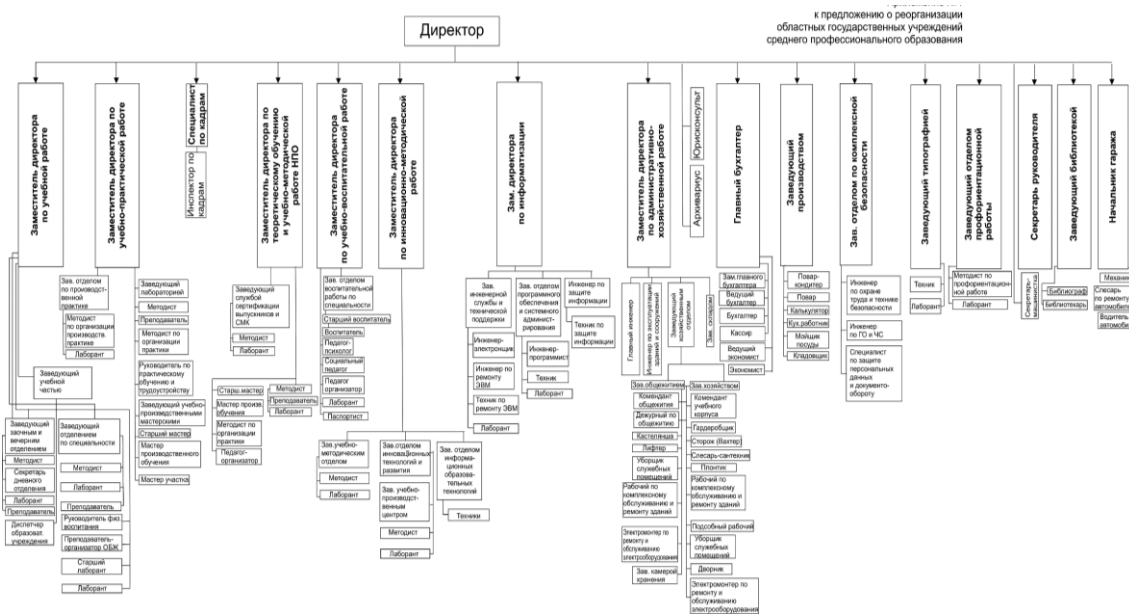 к предложению о реорганизации
областных государственных учреждений
среднего профессионального образования
Директор
Заместитель директора
по учебной работе
Заместитель директора по
учебно-практической работе
Специалист
по кадрам
Инспектор по
кадрам
Заместитель директора по
теоретическому обучению
и учебно-методической
работе НПО
Заместитель директора
по учебно-воспитательной работе
Заместитель директора
по инновационно-методической
работе
Зам. директора
по информатизации
Заместитель директора
по административно-
хозяйственной работе
Юрисконсульт
Архивариус
Главный бухгалтер
Заведующий
производством
Зав. отделом по комплексной
безопасности
Заведующий типографией
Заведующий отделом
профориентационной
работы
Секретарь руководителя
Заведующий библиотекой
Начальник гаража
Зав. отделом
по производст-
венной
практике
Методист
по организации
производств.
практике
Лаборант
Заведующий
учебной
частью
Заведующий
заочным и
вечерним
отделением
Методист
Секретарь
дневного
отделения
Лаборант
Преподаватель
Диспетчер
образоват.
учреждения
Заведующий
отделением
по специальности
Методист
Лаборант
Преподаватель
Руководитель физ.
воспитания
Преподаватель-
организатор ОБЖ
Старший
лаборант
Лаборант
Заведующий
лабораторией
Методист
Преподаватель
Методист по
организации
практики
Руководитель по
практическому
обучению и
трудоустройству
Заведующий учебно-
производственными
мастерскими
Старший мастер
Мастер
производственного
обучения
Мастер участка
Заведующий
службой
сертификации
выпускников и
СМК
Методист
Лаборант
Старш.мастер
Мастер произв.
обучения
Методист по
организации
практики
Педагог-
организатор
Методист
Преподаватель
Лаборант
Зав. отделом
воспитательной
работы по
специальности
Старший воспитатель
Воспитатель
Педагог-
психолог
Социальный
педагог
Педагог
организатор
Лаборант
Паспортист
Зав.учебно-
методическим
отделом
Методист
Лаборант
Зав.отделом
инновационных
технологий и
развития
Зав. учебно-
производст-
венным
центром
Методист
Лаборант
Зав. отделом
информа-
ционных
образова-
тельных
технологий
Техники
Зав.
инженерной
службы и
технической
поддержки
Инженер-
электронщик
Инженер по
ремонту
ЭВМ
Техник по
ремонту ЭВМ
Лаборант
Зав. отделом
программного
обеспечения
и системного
админист-
рирования
Инженер-
программист
Техник
Лаборант
Инженер по
защите
информации
Техник по
защите
информации
Главный инженер
Инженер по эксплуатации
зданий и сооружений
Заведующий
хозяйственным
отделом
Зав. складом
Зав.общежитием
Комендант
общежития
Дежурный по
общежитию
Кастелянша
Лифтер
Уборщик
служебных
помещений
Рабочий по
комплексному
обслуживанию и
ремонту зданий
Электромонтер по
ремонту и
обслуживанию
электрооборудования
Зав. камерой
хранения
Зав.хозяйством
Комендант
учебного
корпуса
Гардеробщик
Сторож (Вахтер)
Слесарь-сантехник
Плотник
Рабочий по
комплексному
обслуживанию и
ремонту зданий
Подсобный рабочий
Уборщик
служебных
помещений
Дворник
Электромонтер по
ремонту и
обслуживанию
электрооборудования
Зам.главного
бухгалтера
Ведущий
бухгалтер
Бухгалтер
Кассир
Ведущий
экономист
Экономист
Повар-
кондитер
Повар
Калькулятор
Кух.работник
Мойщик
посуды
Кладовщик
Инженер
по охране
труда и технике
безопасности
Инженер
по ГО и ЧС
Специалист
по защите
персональных
данных
и документо-
обороту
Техник
Лаборант
Методист по
профориентацион-
ной работе
Лаборант
Секретарь-
машинистка
Библиограф
Библиотекарь
Механик
Слесарь
по ремонту
автомобилей
Водитель